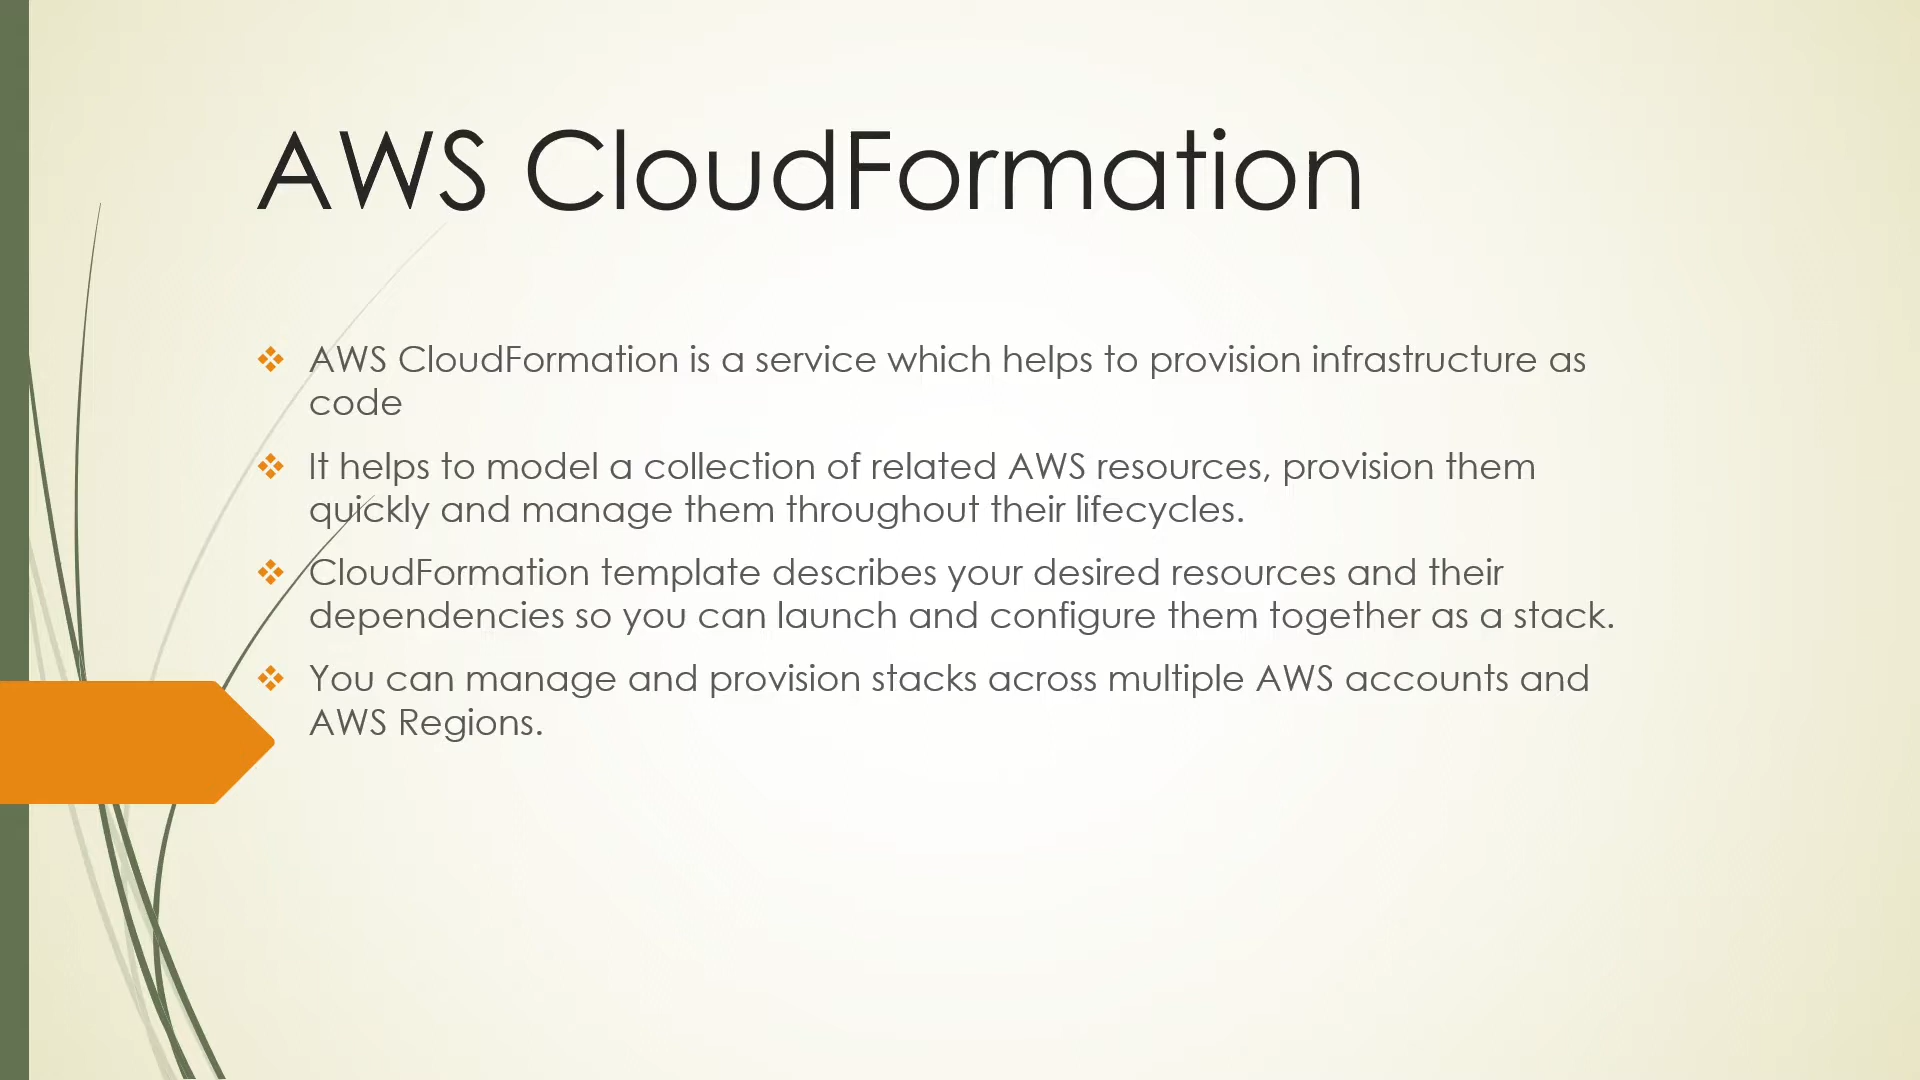 AWS CloudFormation
AWS CloudFormation is a service which helps to provision infrastructure as
code
It helps to model a collection of related AWS resources, provision them
quickly and manage them throughout their lifecycles.
CloudFormation template describes your desired resources and their
dependencies so you can launch and configure them together as a stack.
You can manage and provision stacks across multiple AWS accounts and
AWS Regions.